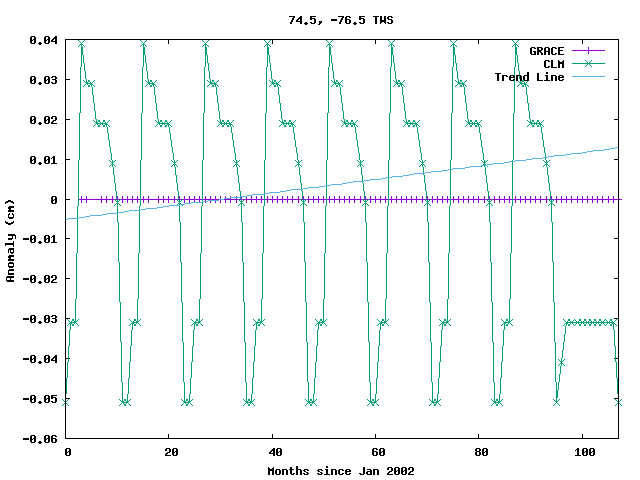 74.5, -76.5 TWS
GRACE
CLM
Trend Line
0.04
0.03
0.02
0.01
0
-0.01
-0.02
-0.03
-0.04
-0.05
-0.06
Anomaly (cm)
0 20 40 60 80 100
Months since Jan 2002